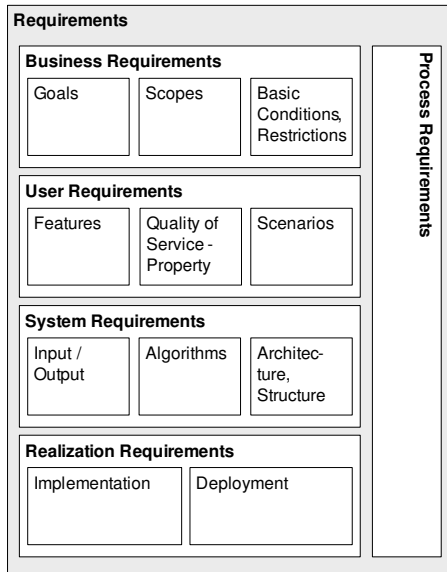 Requirements
Business Requirements
Goals
Scopes
Basic
Conditions,
Restrictions
User Requirements
Features
Quality of
Service -
Property
Scenarios
System Requirements
Input /
Output
Algorithms
Architec-
ture,
Structure
Realization Requirements
Implementation
Deployment
Process Requirements